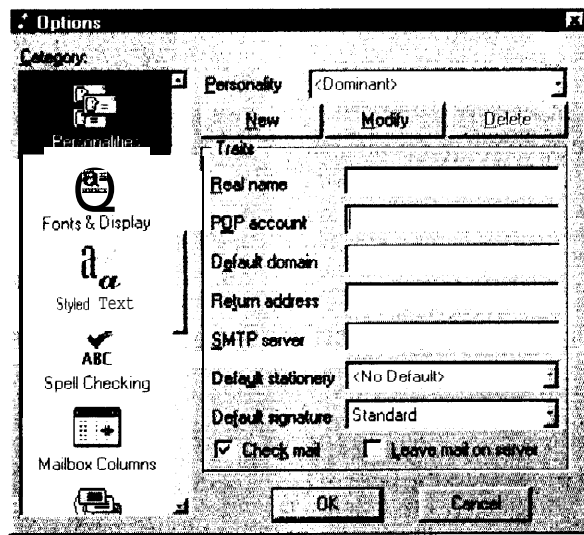 Options
Category:
Personalities
Fonts & Display
a
a
Styled Text
ABC
Spell Checking
Mailbox Columns
Personality <Dominant>
New Modify Delete
Traits
Real name
POP account
Default domain
Return address
SMTP server
Default stationery <No Default>
Default signature Standard
Check mail Leave mail on server
OK Cancel